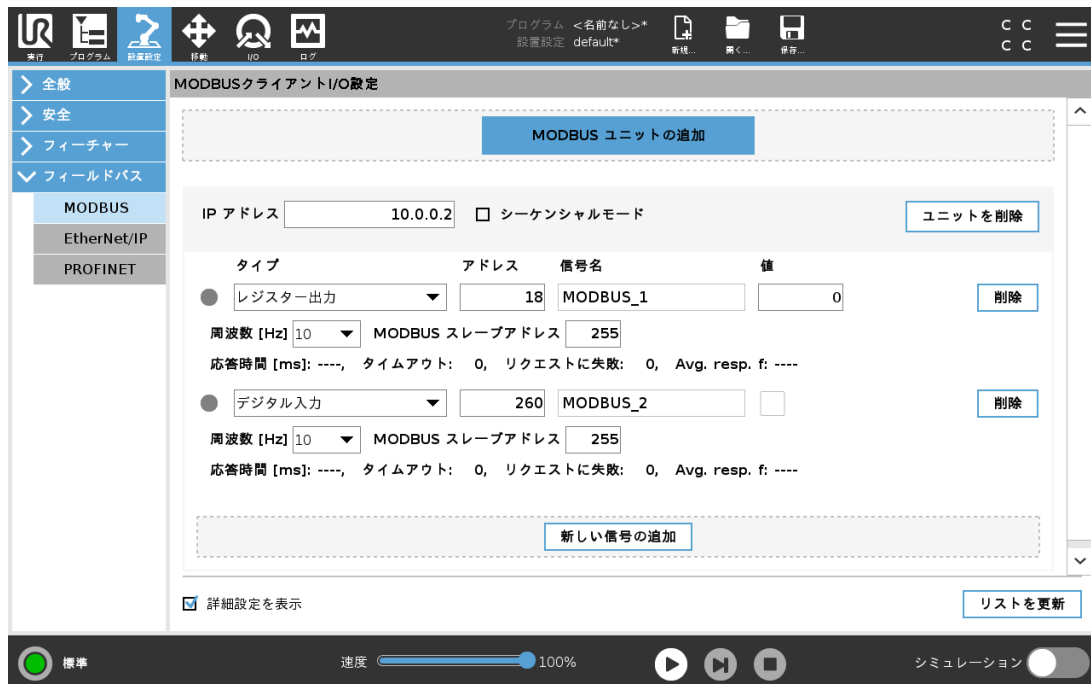 プログラム <名前なし>*
設置設定 default*
実行 プログラム 設置設定 移動 I/O ログ 新規... 開く... 保存...
C C
C C
全般
安全
フィーチャー
フィールドバス
MODBUS
EtherNet/IP
PROFINET
MODBUSクライアントI/O設定
MODBUS ユニットの追加
IP アドレス 10.0.0.2 シーケンシャルモード ユニットを削除
タイプ アドレス 信号名 値
レジスター出力 18 MODBUS_1 0 削除
周波数 [Hz] 10 MODBUS スレーブアドレス 255
応答時間 [ms]: ----, タイムアウト: 0, リクエストに失敗: 0, Avg. resp. f: ----
デジタル入力 260 MODBUS_2 削除
周波数 [Hz] 10 MODBUS スレーブアドレス 255
応答時間 [ms]: ----, タイムアウト: 0, リクエストに失敗: 0, Avg. resp. f: ----
新しい信号の追加
詳細設定を表示 リストを更新
標準 速度 100% シミュレーション